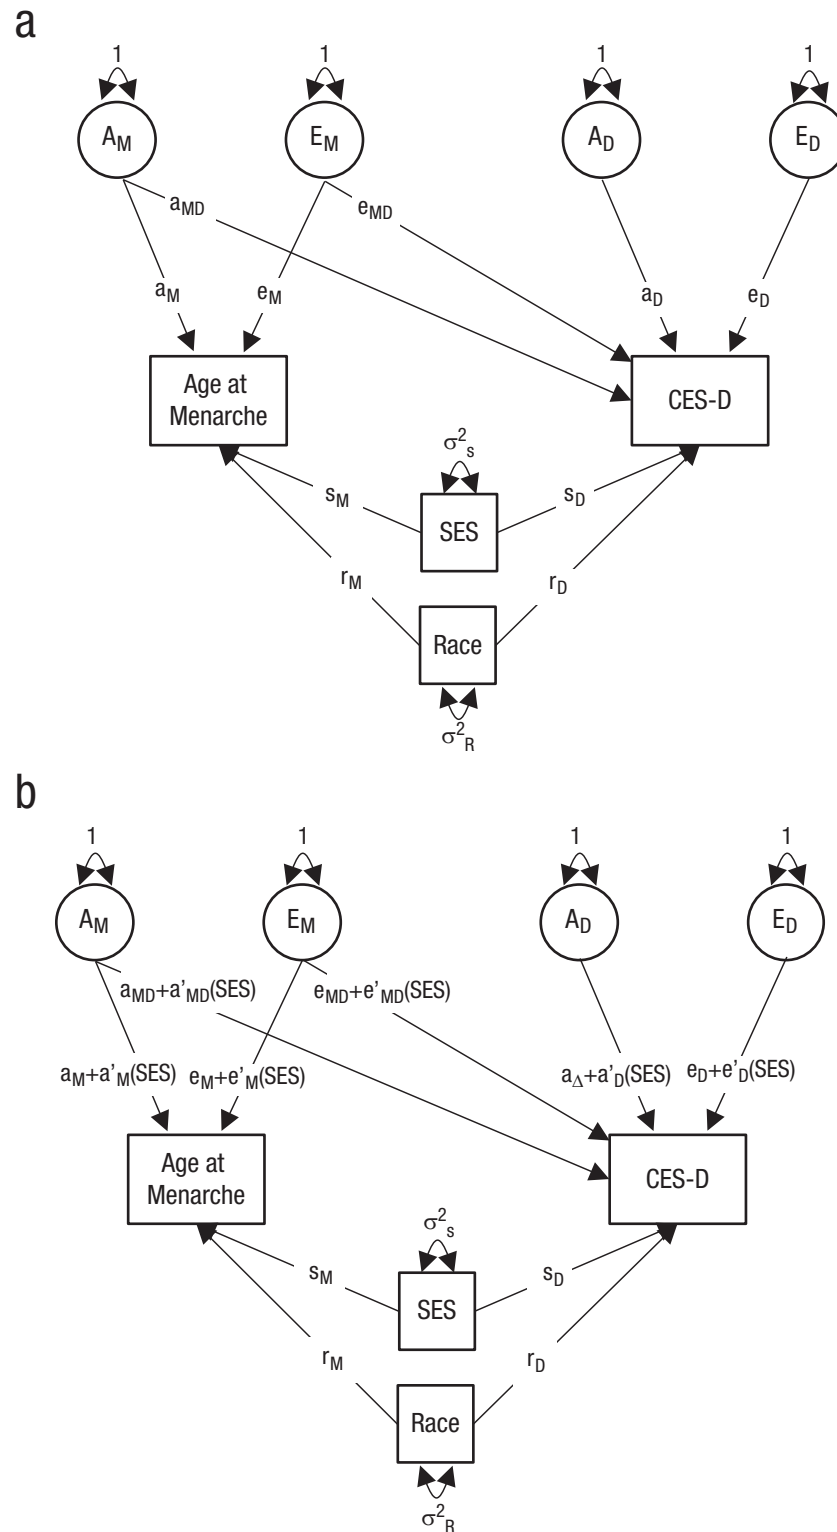 a
1 1 1 1
A_M E_M A_D E_D
a_MD e_MD
a_M e_M a_D e_D
Age at
Menarche
CES-D
σ²_s
s_M s_D
SES
r_M r_D
Race
σ²_R
b
1 1 1 1
A_M E_M A_D E_D
a_MD+a'_MD(SES) e_MD+e'_MD(SES)
a_M+a'_M(SES) e_M+e'_M(SES) a_Δ+a'_D(SES) e_D+e'_D(SES)
Age at
Menarche
CES-D
σ²_s
s_M s_D
SES
r_M r_D
Race
σ²_R